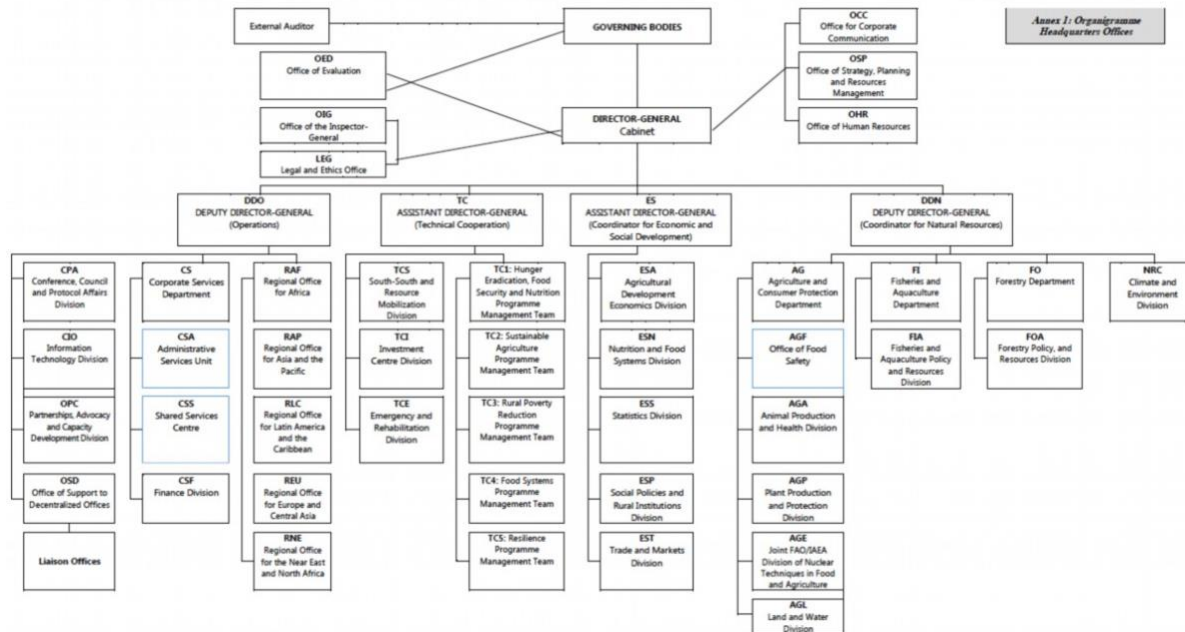 External Auditor
GOVERNING BODIES
OCC
Office for Corporate
Communication
Annex 1: Organigramme
Headquarters Offices
OED
Office of Evaluation
OSP
Office of Strategy, Planning
and Resources
Management
OIG
Office of the Inspector-
General
DIRECTOR-GENERAL
Cabinet
OHR
Office of Human Resources
LEG
Legal and Ethics Office
DDO
DEPUTY DIRECTOR-GENERAL
(Operations)
TC
ASSISTANT DIRECTOR-GENERAL
(Technical Cooperation)
ES
ASSISTANT DIRECTOR-GENERAL
(Coordinator for Economic and
Social Development)
DDN
DEPUTY DIRECTOR-GENERAL
(Coordinator for Natural Resources)
CPA
Conference, Council
and Protocol Affairs
Division
CIO
Information
Technology Division
OPC
Partnerships, Advocacy
and Capacity
Development Division
OSD
Office of Support to
Decentralized Offices
Liaison Offices
CS
Corporate Services
Department
CSA
Administrative
Services Unit
CSS
Shared Services
Centre
CSF
Finance Division
RAF
Regional Office
for Africa
RAP
Regional Office
for Asia and the
Pacific
RLC
Regional Office
for Latin America
and the
Caribbean
REU
Regional Office
for Europe and
Central Asia
RNE
Regional Office
for the Near East
and North Africa
TCS
South-South and
Resource
Mobilization
Division
TCI
Investment
Centre Division
TCE
Emergency and
Rehabilitation
Division
TC1: Hunger
Eradication, Food
Security and Nutrition
Programme
Management Team
TC2: Sustainable
Agriculture
Programme
Management Team
TC3: Rural Poverty
Reduction
Programme
Management Team
TC4: Food Systems
Programme
Management Team
TC5: Resilience
Programme
Management Team
ESA
Agricultural
Development
Economics Division
ESN
Nutrition and Food
Systems Division
ESS
Statistics Division
ESP
Social Policies and
Rural Institutions
Division
EST
Trade and Markets
Division
AG
Agriculture and
Consumer Protection
Department
AGF
Office of Food
Safety
AGA
Animal Production
and Health Division
AGP
Plant Production
and Protection
Division
AGE
Joint FAO/IAEA
Division of Nuclear
Techniques in Food
and Agriculture
AGL
Land and Water
Division
FI
Fisheries and
Aquaculture
Department
FIA
Fisheries and
Aquaculture Policy
and Resources
Division
FO
Forestry Department
FOA
Forestry Policy, and
Resources Division
NRC
Climate and
Environment
Division